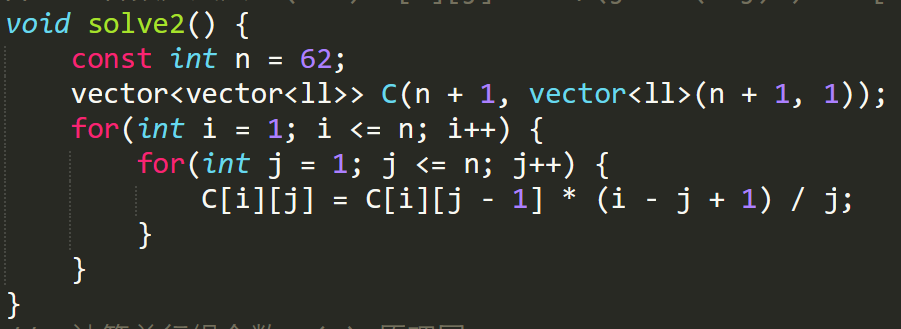 void solve2() {
    const int n = 62;
    vector<vector<ll>> C(n + 1, vector<ll>(n + 1, 1));
    for(int i = 1; i <= n; i++) {
        for(int j = 1; j <= n; j++) {
            C[i][j] = C[i][j - 1] * (i - j + 1) / j;
        }
    }
}